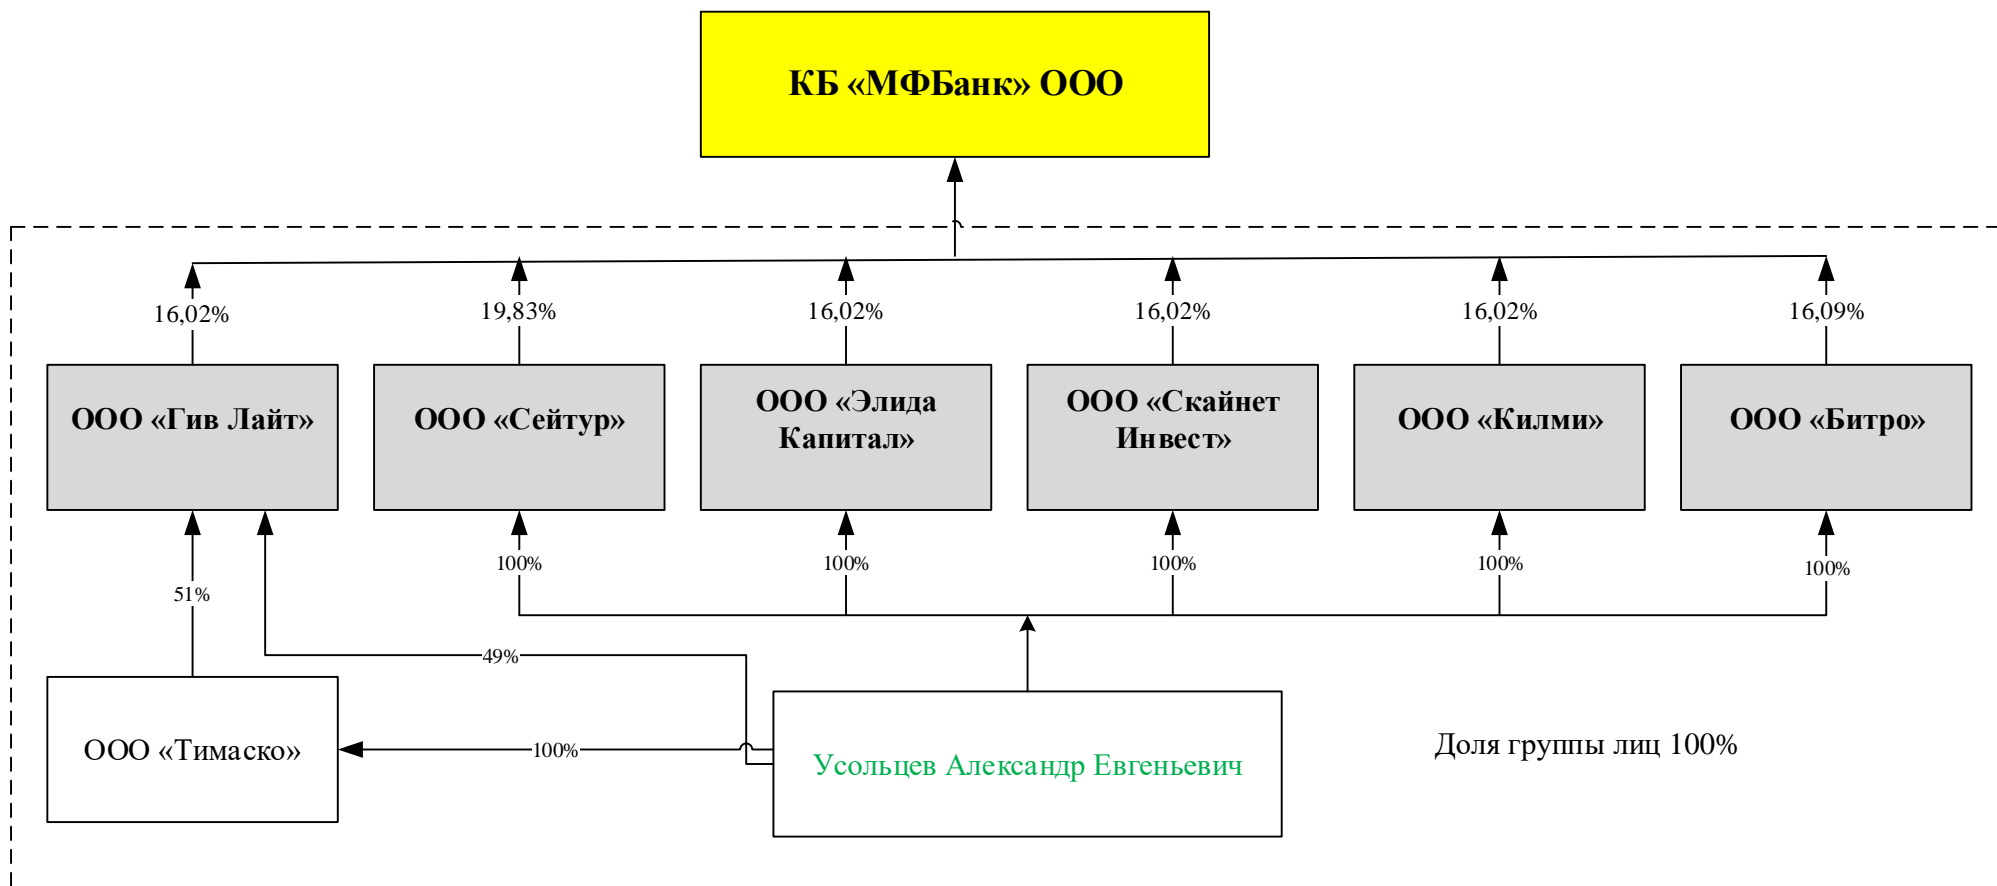 КБ «МФБанк» ООО
16,02%
19,83%
16,02%
16,02%
16,02%
16,09%
ООО «Гив Лайт»
ООО «Сейтур»
ООО «Элида
Капитал»
ООО «Скайнет
Инвест»
ООО «Килми»
ООО «Битро»
100%
100%
100%
100%
100%
51%
49%
ООО «Тимаско»
100%
Усольцев Александр Евгеньевич
Доля группы лиц 100%